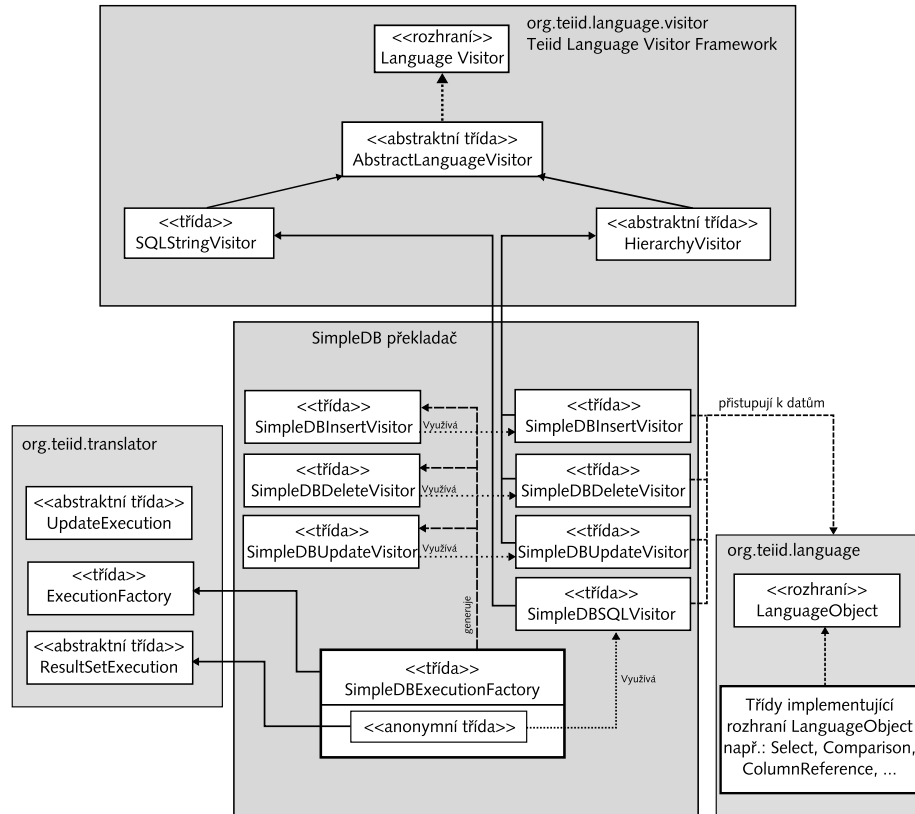 org.teiid.language.visitor
Teiid Language Visitor Framework
<<rozhraní>>
Language Visitor
<<abstraktní třída>>
AbstractLanguageVisitor
<<třída>>
SQLStringVisitor
<<abstraktní třída>>
HierarchyVisitor
SimpleDB překladač
<<třída>>
SimpleDBInsertVisitor
Využívá
<<třída>>
SimpleDBInsertVisitor
přistupují k datům
<<třída>>
SimpleDBDeleteVisitor
Využívá
<<třída>>
SimpleDBDeleteVisitor
<<třída>>
SimpleDBUpdateVisitor
Využívá
<<třída>>
SimpleDBUpdateVisitor
<<třída>>
SimpleDBSQLVisitor
generuje
Využívá
<<třída>>
SimpleDBExecutionFactory
<<anonymní třída>>
org.teiid.translator
<<abstraktní třída>>
UpdateExecution
<<třída>>
ExecutionFactory
<<abstraktní třída>>
ResultSetExecution
org.teiid.language
<<rozhraní>>
LanguageObject
Třídy implementující
rozhraní LanguageObject
např.: Select, Comparison,
ColumnReference, ...